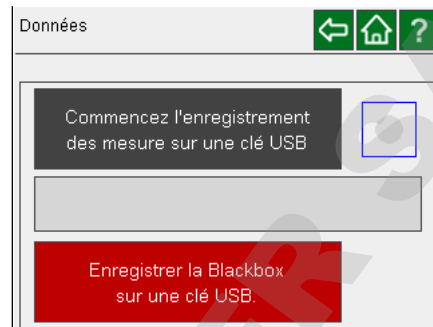 Données
?
Commencez l'enregistrement
des mesure sur une clé USB
Enregistrer la Blackbox
sur une clé USB.